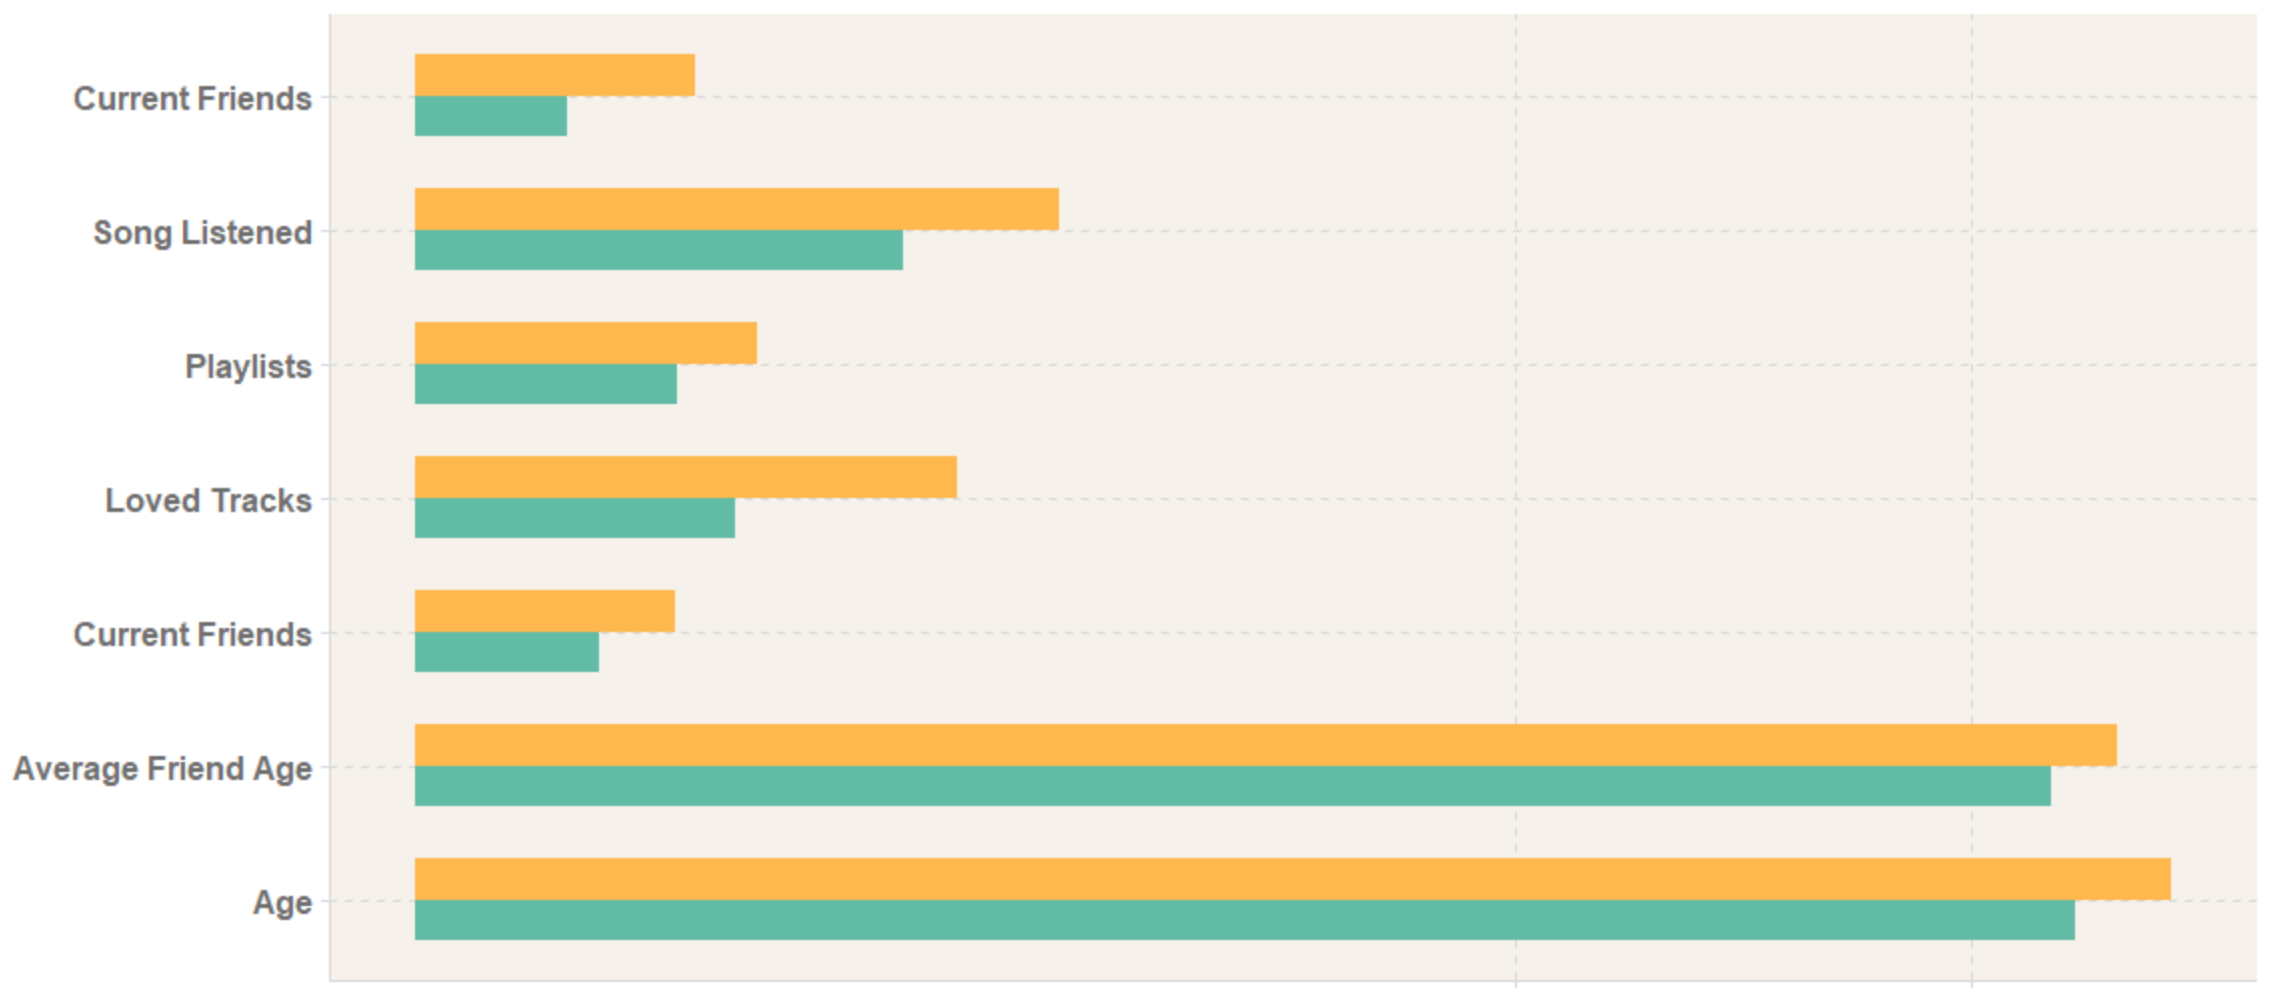 Current Friends
Song Listened
Playlists
Loved Tracks
Current Friends
Average Friend Age
Age